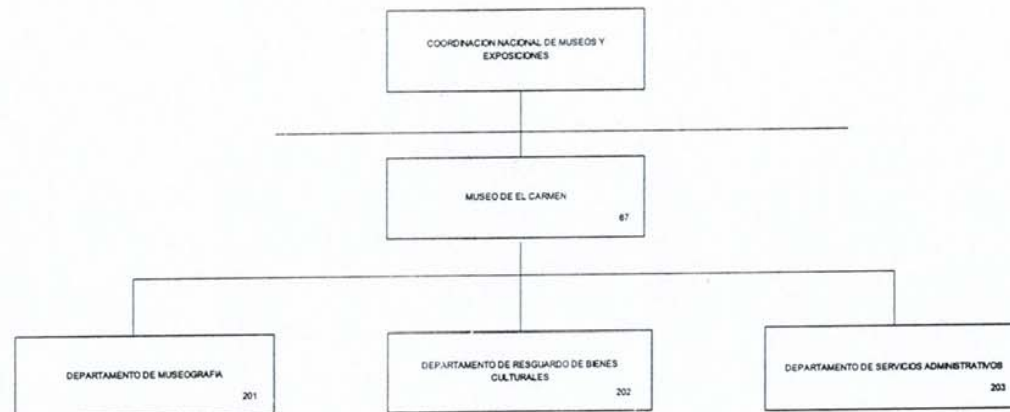 COORDINACION NACIONAL DE MUSEOS Y
EXPOSICIONES
MUSEO DE EL CARMEN
67
DEPARTAMENTO DE MUSEOGRAFIA
201
DEPARTAMENTO DE RESGUARDO DE BIENES
CULTURALES
202
DEPARTAMENTO DE SERVICIOS ADMINISTRATIVOS
203